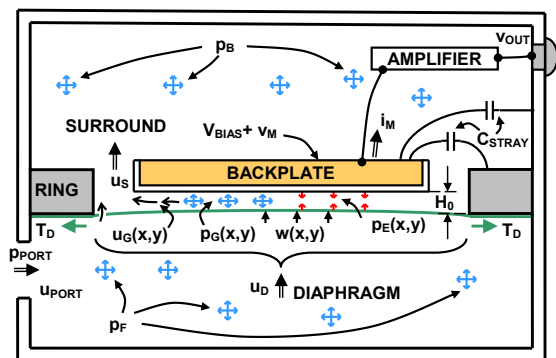 p_B
AMPLIFIER
v_OUT
SURROUND
V_BIAS + v_M
i_M
C_STRAY
u_S
BACKPLATE
RING
H_0
T_D
u_G(x,y)
p_G(x,y)
w(x,y)
p_E(x,y)
T_D
p_PORT
u_PORT
u_D
DIAPHRAGM
p_F